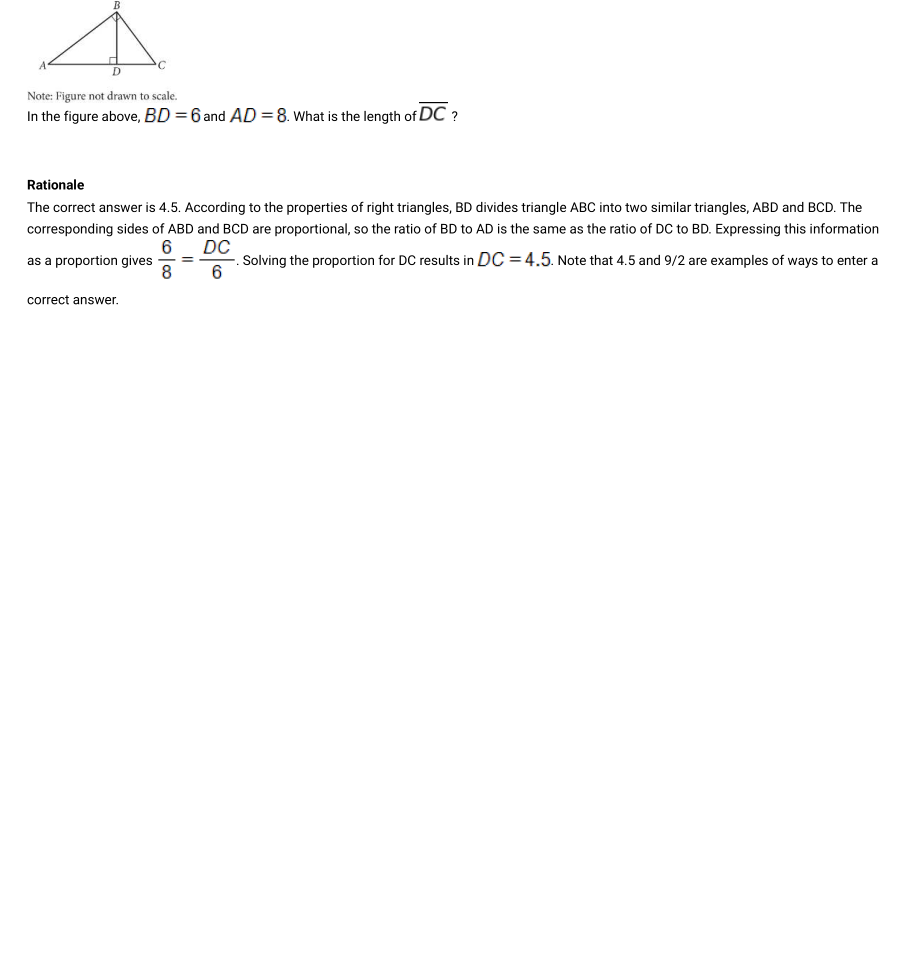 B
A
D
C
Note: Figure not drawn to scale.
In the figure above, BD = 6 and AD = 8. What is the length of DC ?
Rationale
The correct answer is 4.5. According to the properties of right triangles, BD divides triangle ABC into two similar triangles, ABD and BCD. The
corresponding sides of ABD and BCD are proportional, so the ratio of BD to AD is the same as the ratio of DC to BD. Expressing this information
as a proportion gives 6/8 = DC/6. Solving the proportion for DC results in DC = 4.5. Note that 4.5 and 9/2 are examples of ways to enter a
correct answer.